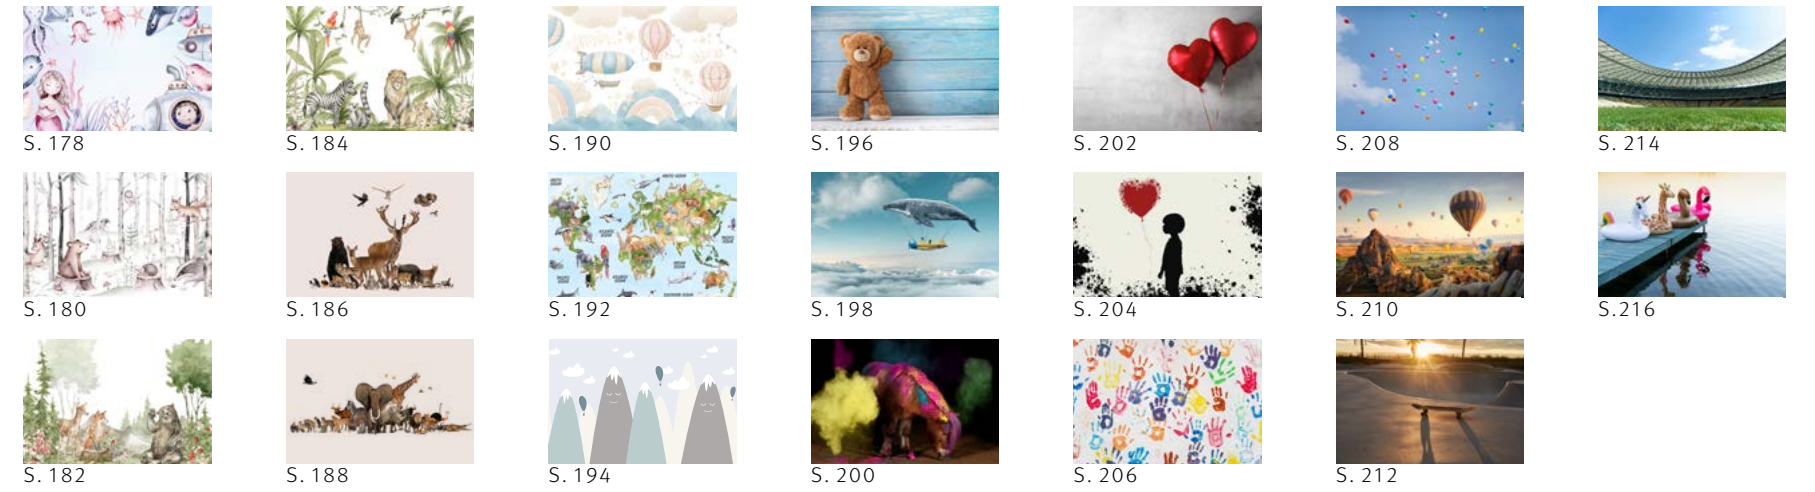 S. 178
S. 184
S. 190
S. 196
S. 202
S. 208
S. 214
S. 180
S. 186
S. 192
S. 198
S. 204
S. 210
S.216
S. 182
S. 188
S. 194
S. 200
S. 206
S. 212